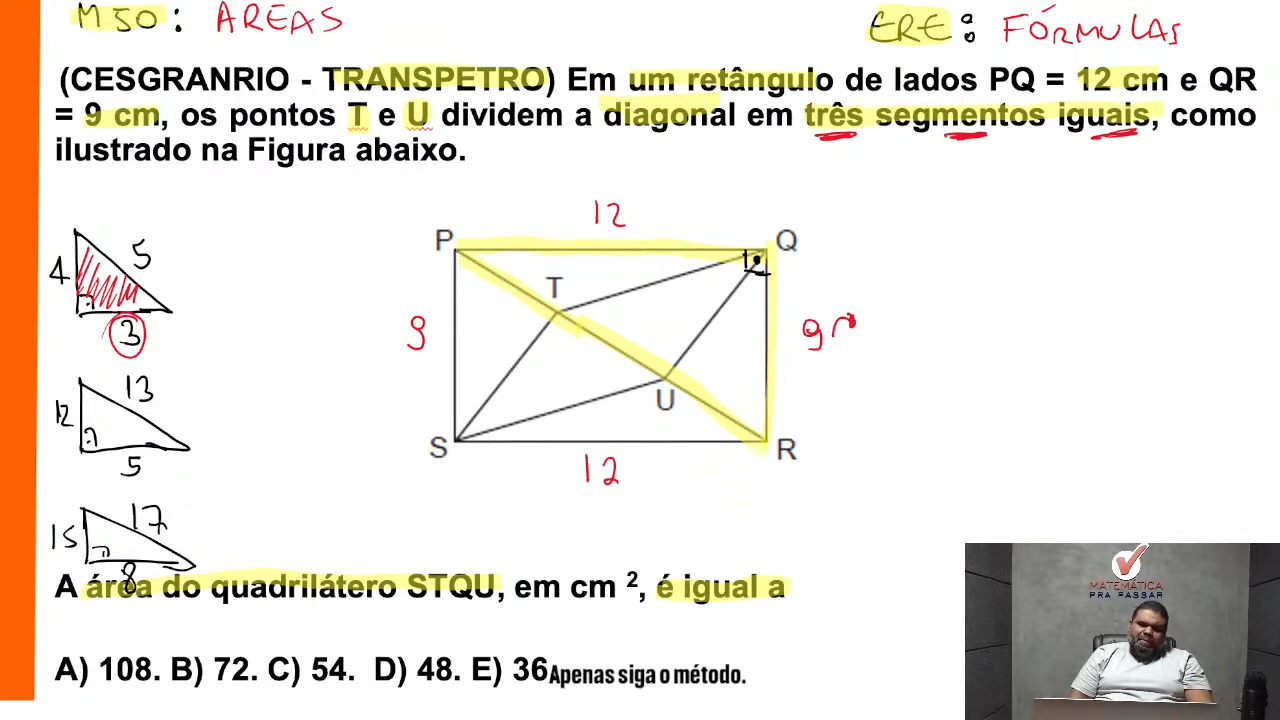 M50: AREAS
ERE: FÓRMULAS
(CESGRANRIO - TRANSPETRO) Em um retângulo de lados PQ = 12 cm e QR
= 9 cm, os pontos T e U dividem a diagonal em três segmentos iguais, como
ilustrado na Figura abaixo.
12
P
Q
4
5
3
T
9
9
U
13
12
5
S
R
12
17
15
8
A área do quadrilátero STQU, em cm ², é igual a
MATEMÁTICA
PRA PASSAR
A) 108. B) 72. C) 54. D) 48. E) 36
Apenas siga o método.